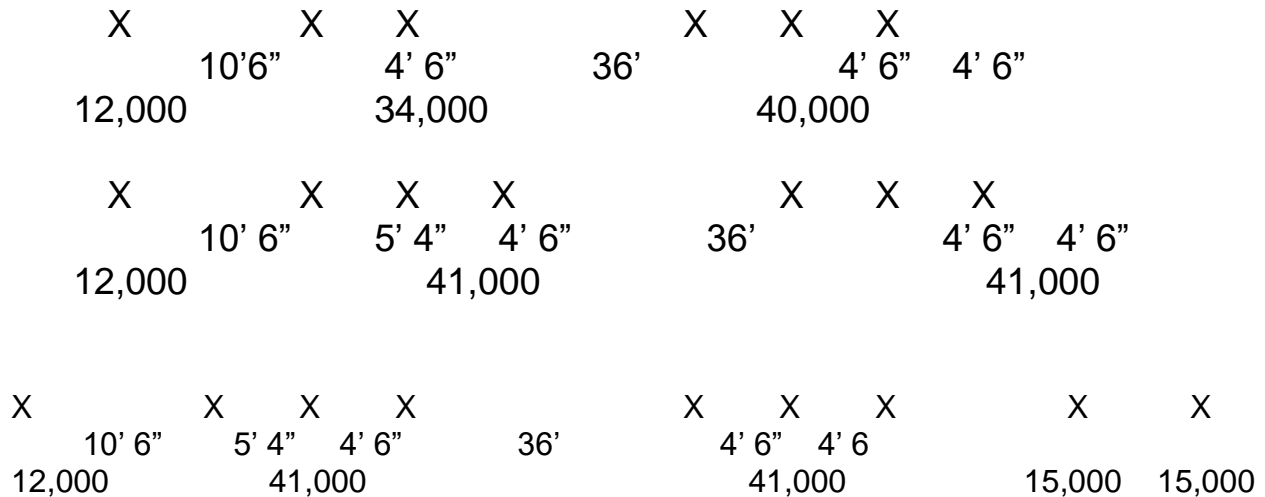 X X X X X X
10’6” 4’ 6” 36’ 4’ 6” 4’ 6”
12,000 34,000 40,000
X X X X X X X
10’ 6” 5’ 4” 4’ 6” 36’ 4’ 6” 4’ 6”
12,000 41,000 41,000
X X X X X X X X X
10’ 6” 5’ 4” 4’ 6” 36’ 4’ 6” 4’ 6
12,000 41,000 41,000 15,000 15,000